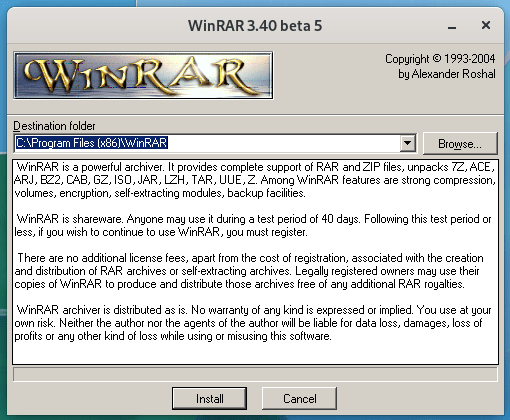 WinRAR 3.40 beta 5
WinRAR
Copyright © 1993-2004
by Alexander Roshal
Destination folder
C:\Program Files (x86)\WinRAR
Browse...
WinRAR is a powerful archiver. It provides complete support of RAR and ZIP files, unpacks 7Z, ACE,
ARJ, BZ2, CAB, GZ, ISO, JAR, LZH, TAR, UUE, Z. Among WinRAR features are strong compression,
volumes, encryption, self-extracting modules, backup facilities.
WinRAR is shareware. Anyone may use it during a test period of 40 days. Following this test period or
less, if you wish to continue to use WinRAR, you must register.
There are no additional license fees, apart from the cost of registration, associated with the creation
and distribution of RAR archives or self-extracting archives. Legally registered owners may use their
copies of WinRAR to produce and distribute those archives free of any additional RAR royalties.
WinRAR archiver is distributed as is. No warranty of any kind is expressed or implied. You use at your
own risk. Neither the author nor the agents of the author will be liable for data loss, damages, loss of
profits or any other kind of loss while using or misusing this software.
Install
Cancel